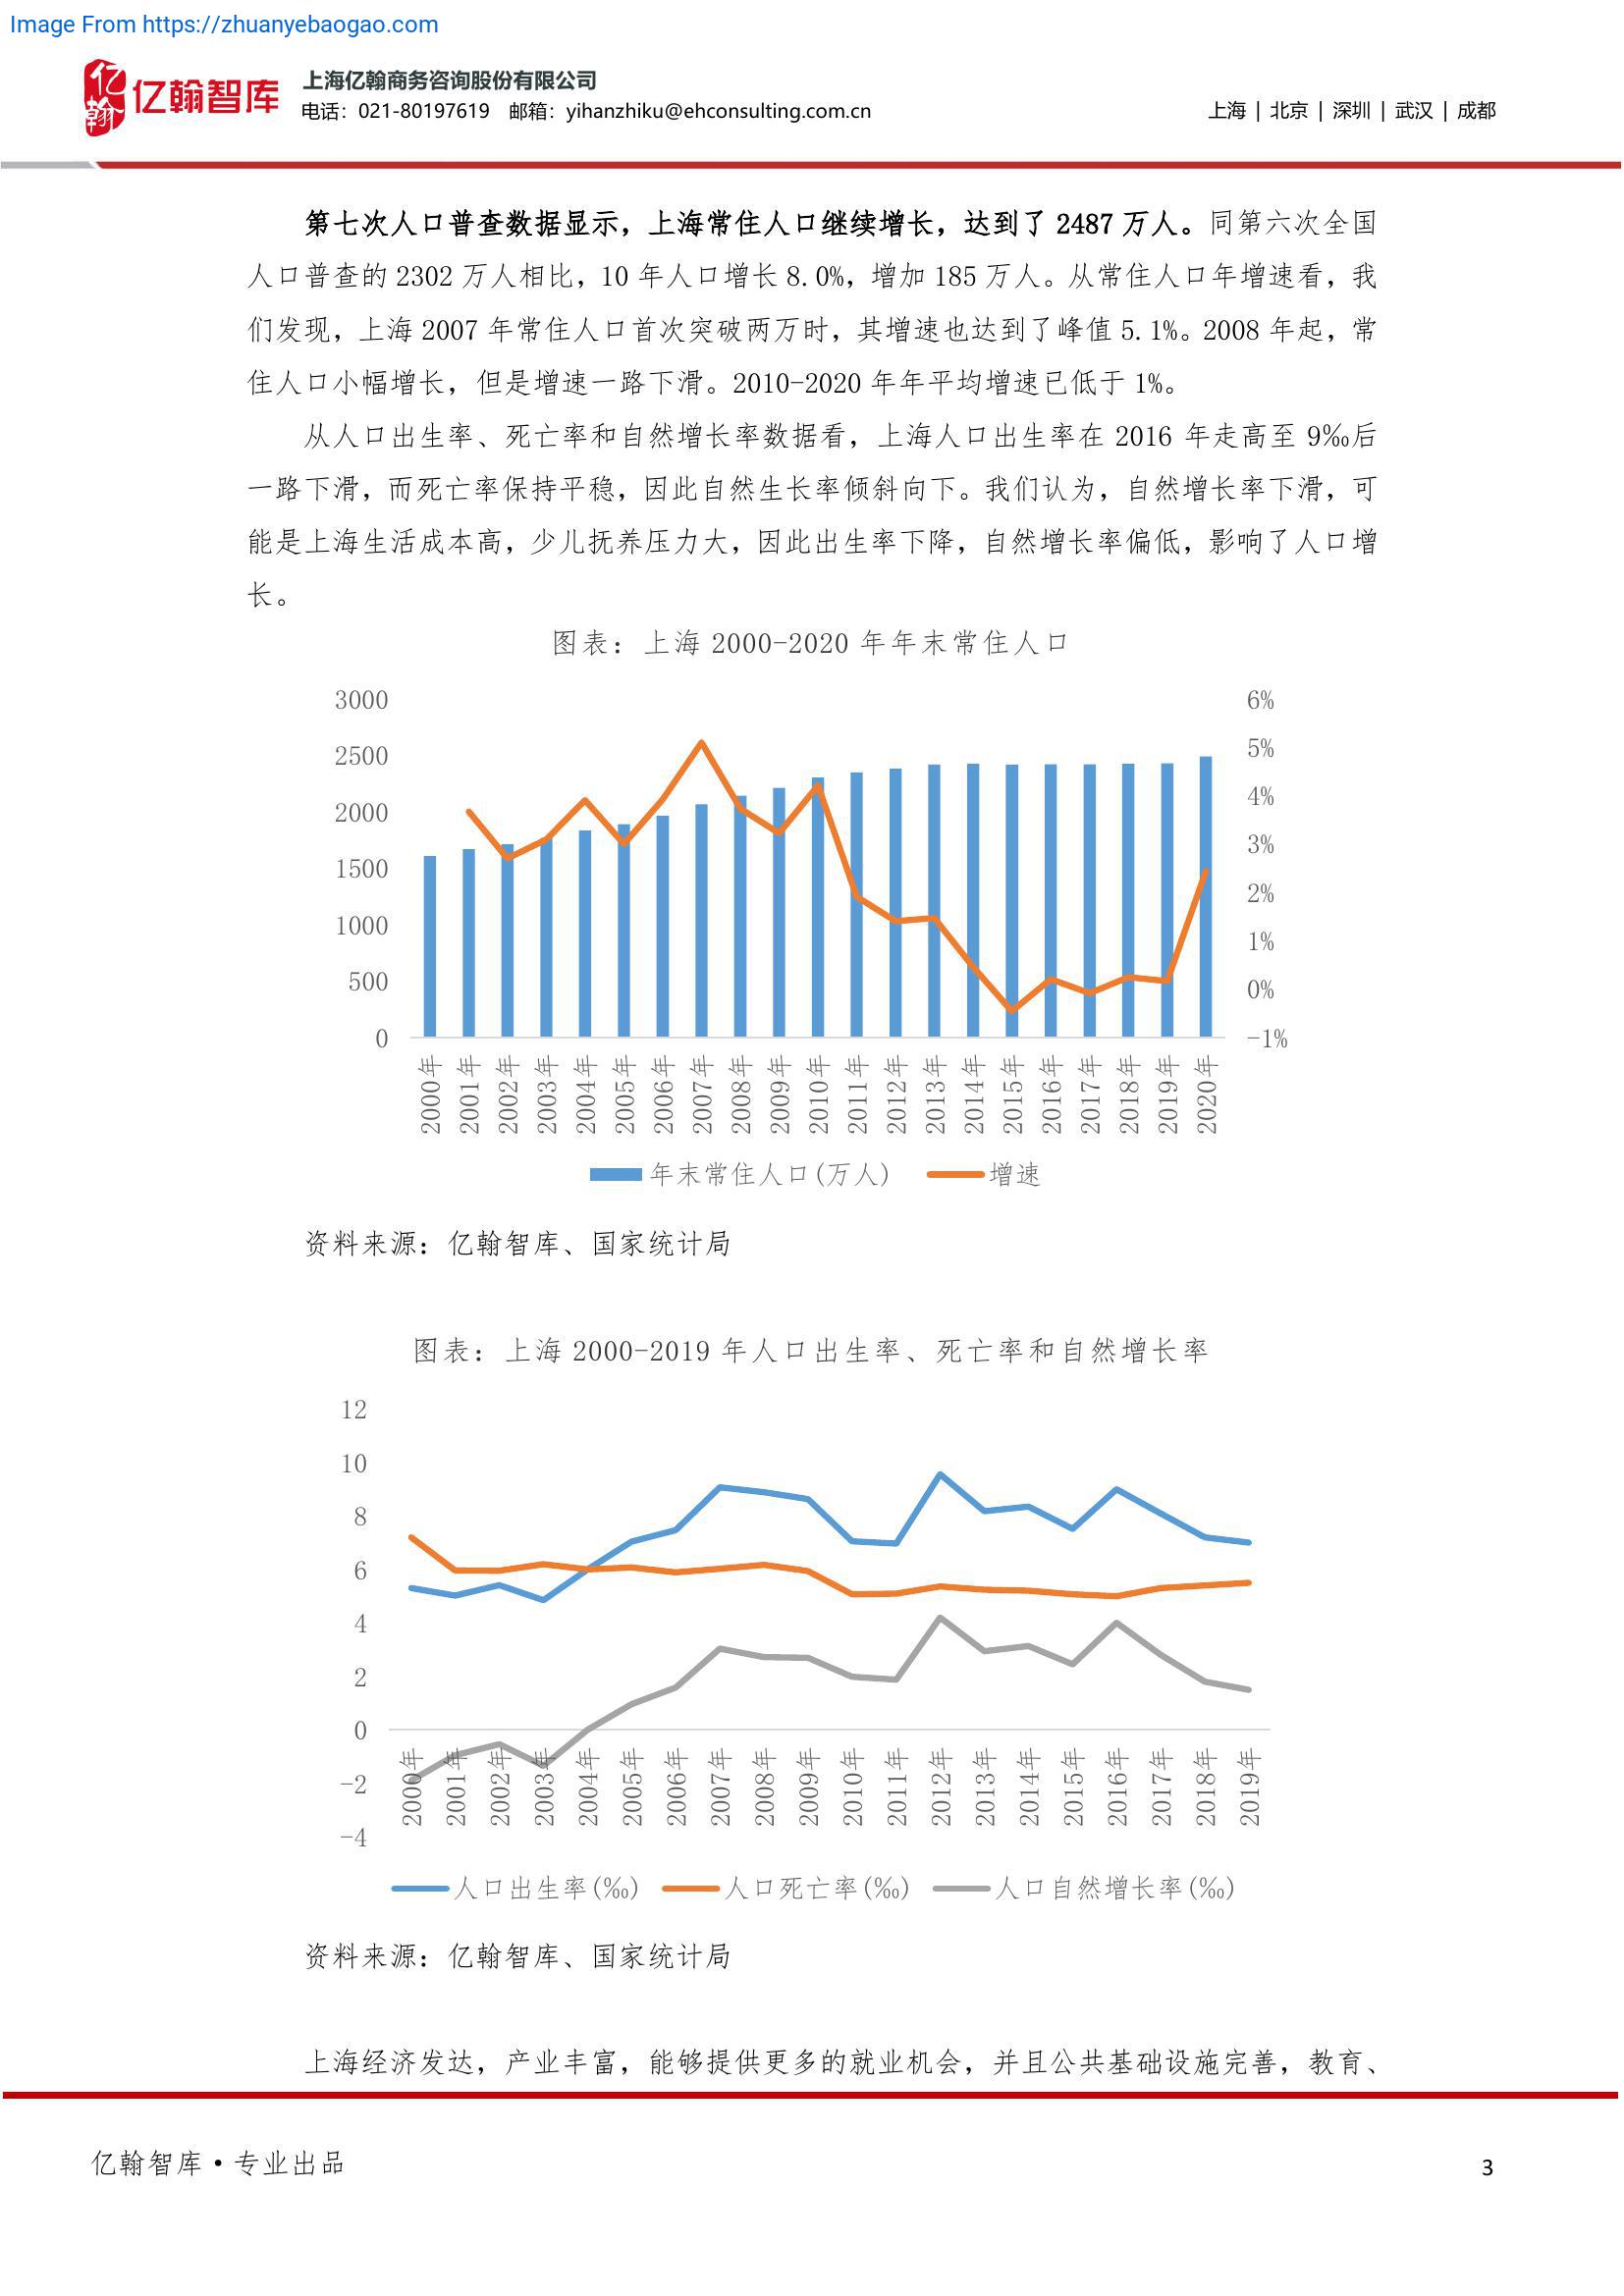 Image From https://zhuanyebaogao.com
亿翰
亿翰智库
上海亿翰商务咨询股份有限公司
电话：021-80197619 邮箱：yihanzhiku@ehconsulting.com.cn
上海 | 北京 | 深圳 | 武汉 | 成都
第七次人口普查数据显示，上海常住人口继续增长，达到了 2487 万人。同第六次全国
人口普查的 2302 万人相比，10 年人口增长 8.0%，增加 185 万人。从常住人口年增速看，我
们发现，上海 2007 年常住人口首次突破两万时，其增速也达到了峰值 5.1%。2008 年起，常
住人口小幅增长，但是增速一路下滑。2010-2020 年年平均增速已低于 1%。
从人口出生率、死亡率和自然增长率数据看，上海人口出生率在 2016 年走高至 9‰后
一路下滑，而死亡率保持平稳，因此自然生长率倾斜向下。我们认为，自然增长率下滑，可
能是上海生活成本高，少儿抚养压力大，因此出生率下降，自然增长率偏低，影响了人口增
长。
图表：上海 2000-2020 年年末常住人口
3000
2500
2000
1500
1000
500
0
6%
5%
4%
3%
2%
1%
0%
-1%
2000年
2001年
2002年
2003年
2004年
2005年
2006年
2007年
2008年
2009年
2010年
2011年
2012年
2013年
2014年
2015年
2016年
2017年
2018年
2019年
2020年
年末常住人口(万人) 增速
资料来源：亿翰智库、国家统计局
图表：上海 2000-2019 年人口出生率、死亡率和自然增长率
12
10
8
6
4
2
0
-2
-4
2000年
2001年
2002年
2003年
2004年
2005年
2006年
2007年
2008年
2009年
2010年
2011年
2012年
2013年
2014年
2015年
2016年
2017年
2018年
2019年
人口出生率(‰) 人口死亡率(‰) 人口自然增长率(‰)
资料来源：亿翰智库、国家统计局
上海经济发达，产业丰富，能够提供更多的就业机会，并且公共基础设施完善，教育、
亿翰智库·专业出品
3